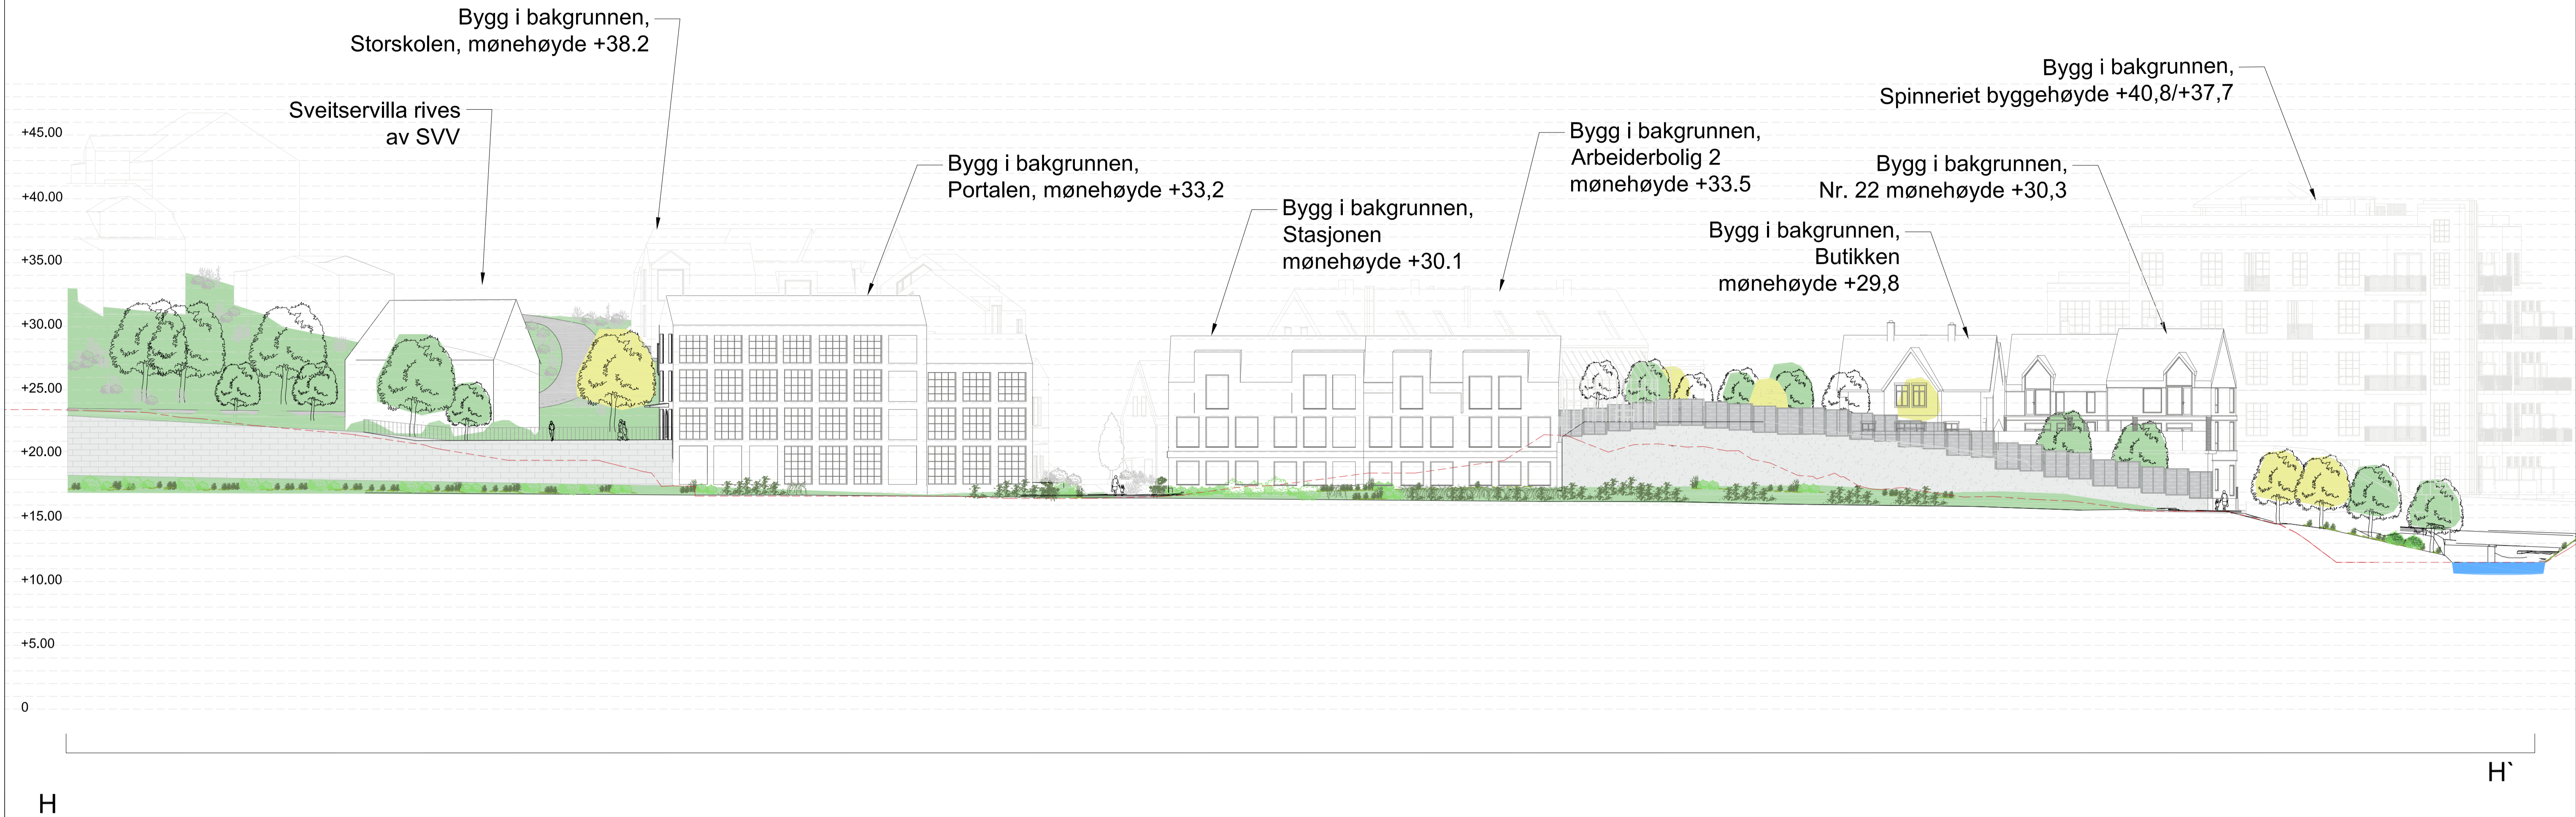 Bygg i bakgrunnen,
Storskolen, mønehøyde +38.2
Sveitservilla rives
av SVV
Bygg i bakgrunnen,
Portalen, mønehøyde +33,2
Bygg i bakgrunnen,
Stasjonen
mønehøyde +30.1
Bygg i bakgrunnen,
Arbeiderbolig 2
mønehøyde +33.5
Bygg i bakgrunnen,
Butikken
mønehøyde +29,8
Bygg i bakgrunnen,
Nr. 22 mønehøyde +30,3
Bygg i bakgrunnen,
Spinneriet byggehøyde +40,8/+37,7
+45.00
+40.00
+35.00
+30.00
+25.00
+20.00
+15.00
+10.00
+5.00
0
H
H`